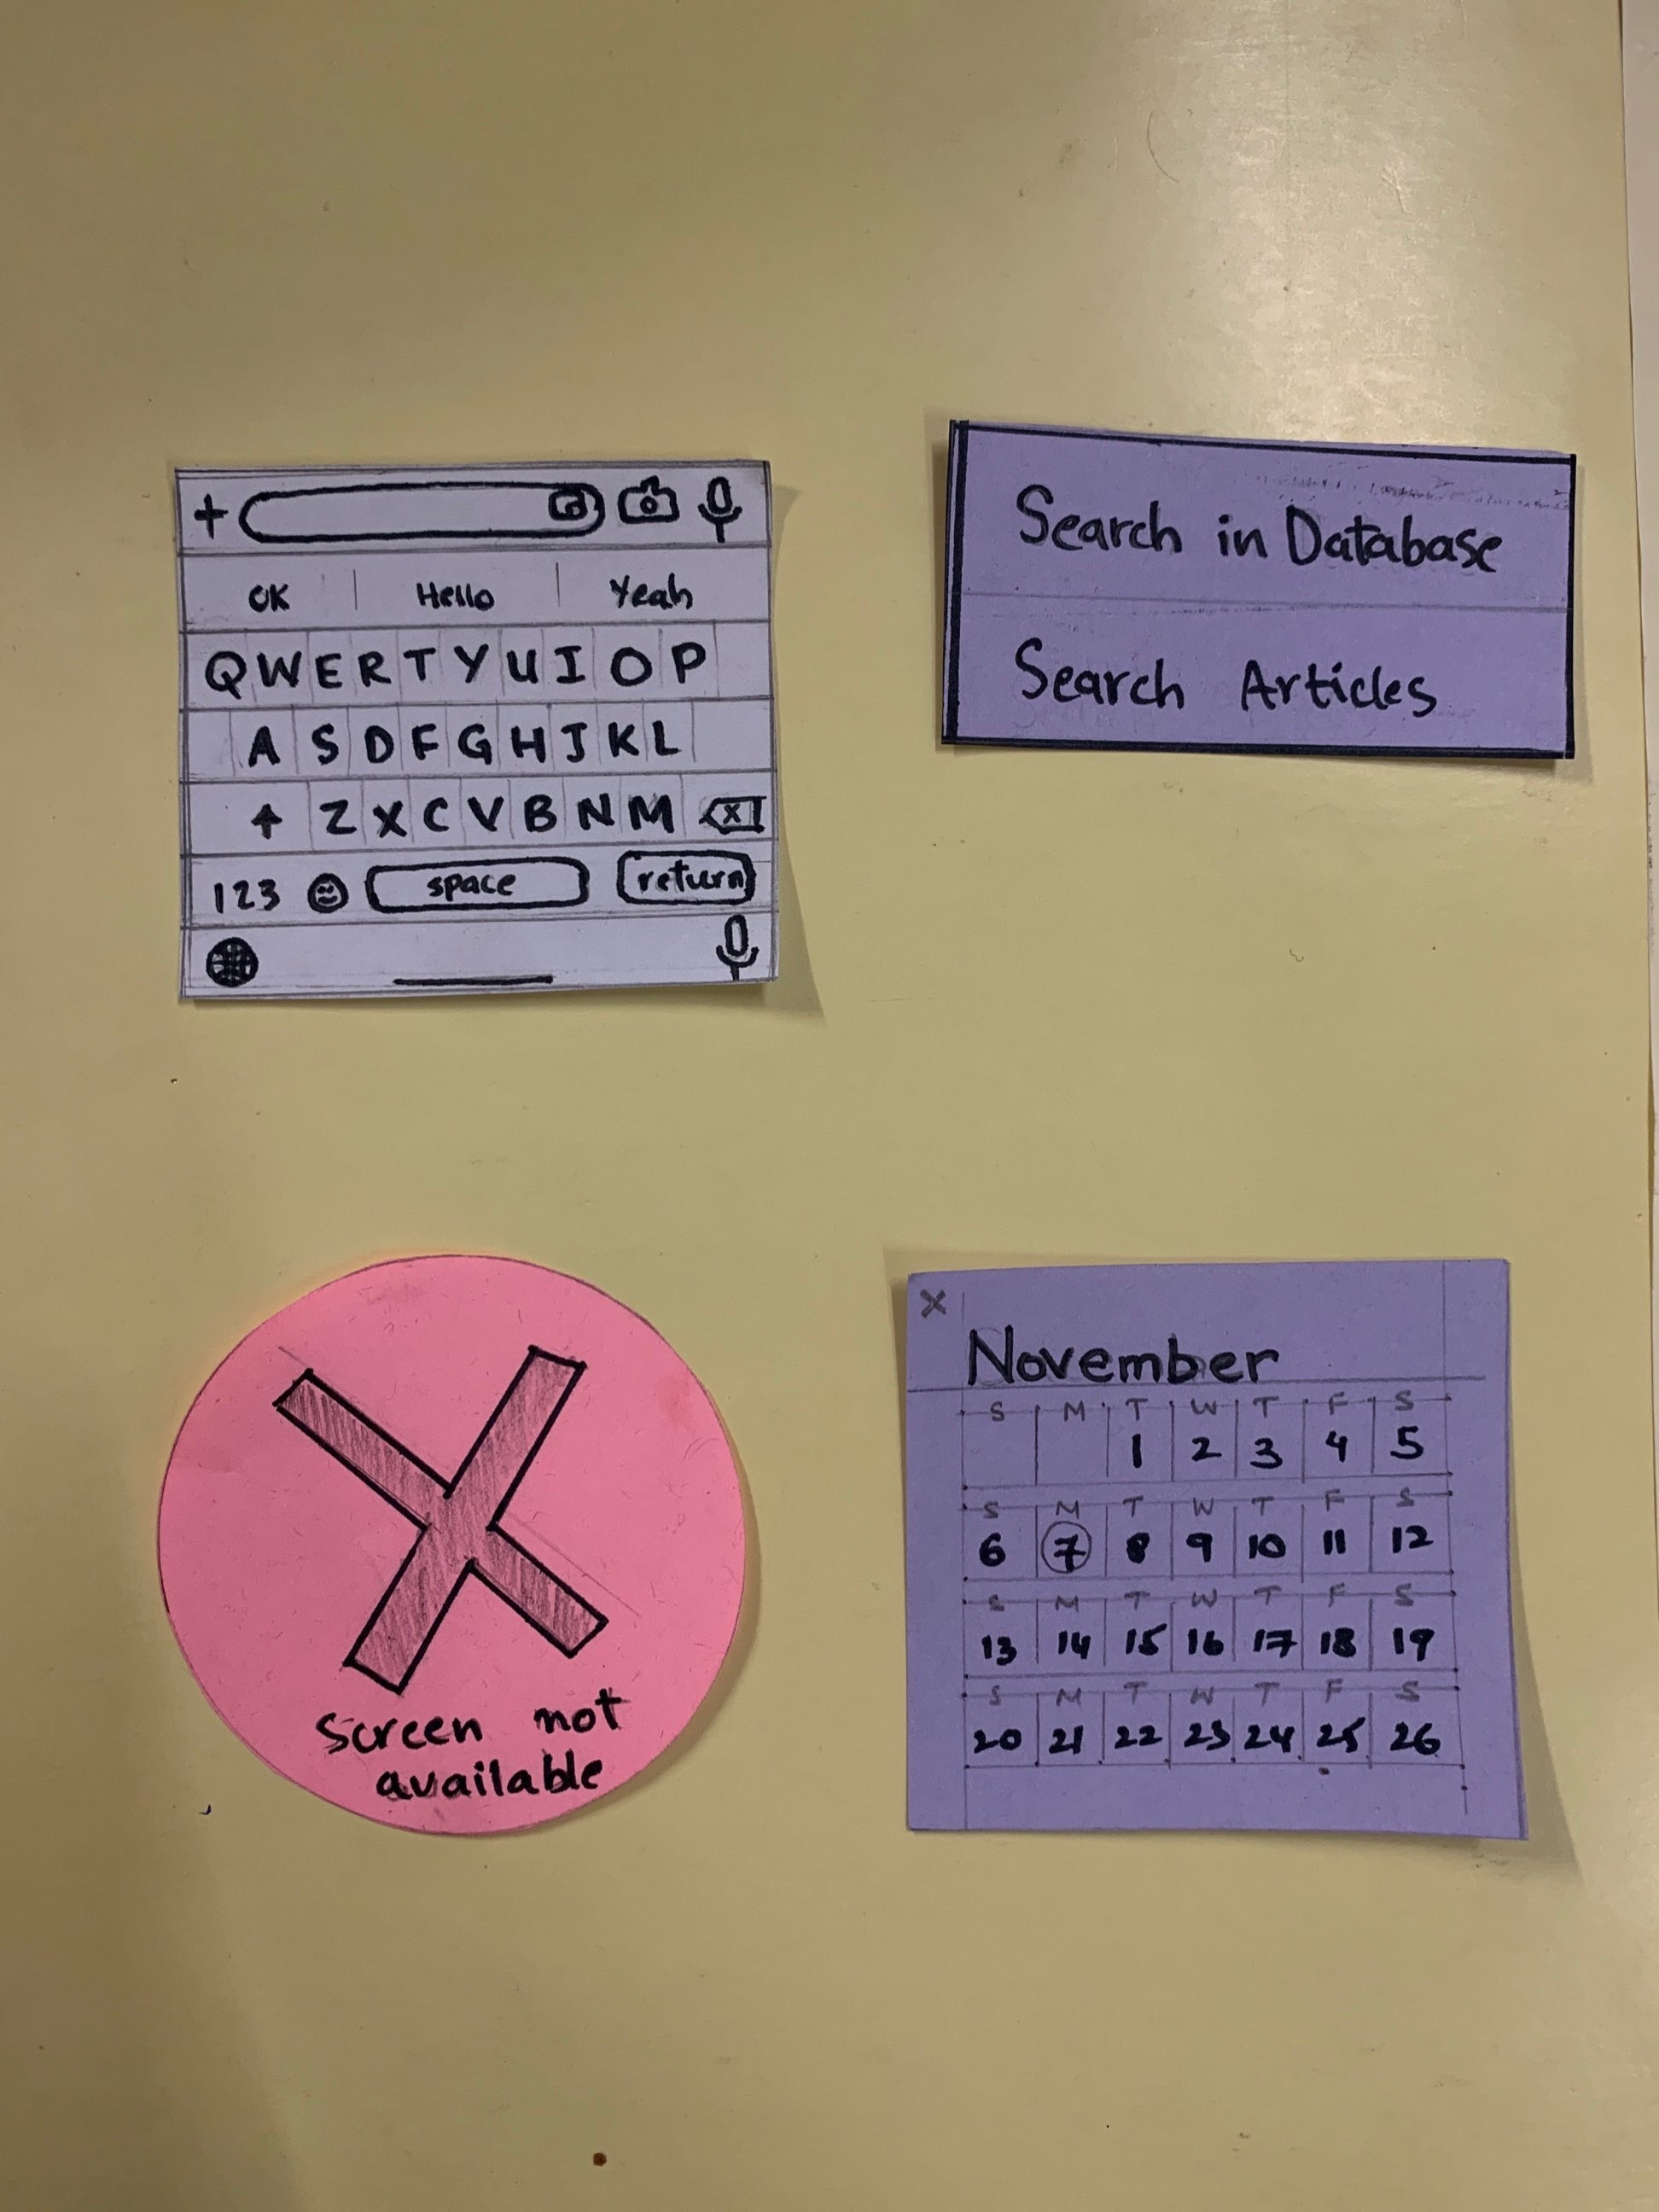 +
OK Hello Yeah
Q W E R T Y U I O P
A S D F G H J K L
Z X C V B N M X
123 space return
Search in Database
Search Articles
Screen not
available
X
November
S M T W T F S
1 2 3 4 5
S M T W T F S
6 7 8 9 10 11 12
S M T W T F S
13 14 15 16 17 18 19
S M T W T F S
20 21 22 23 24 25 26